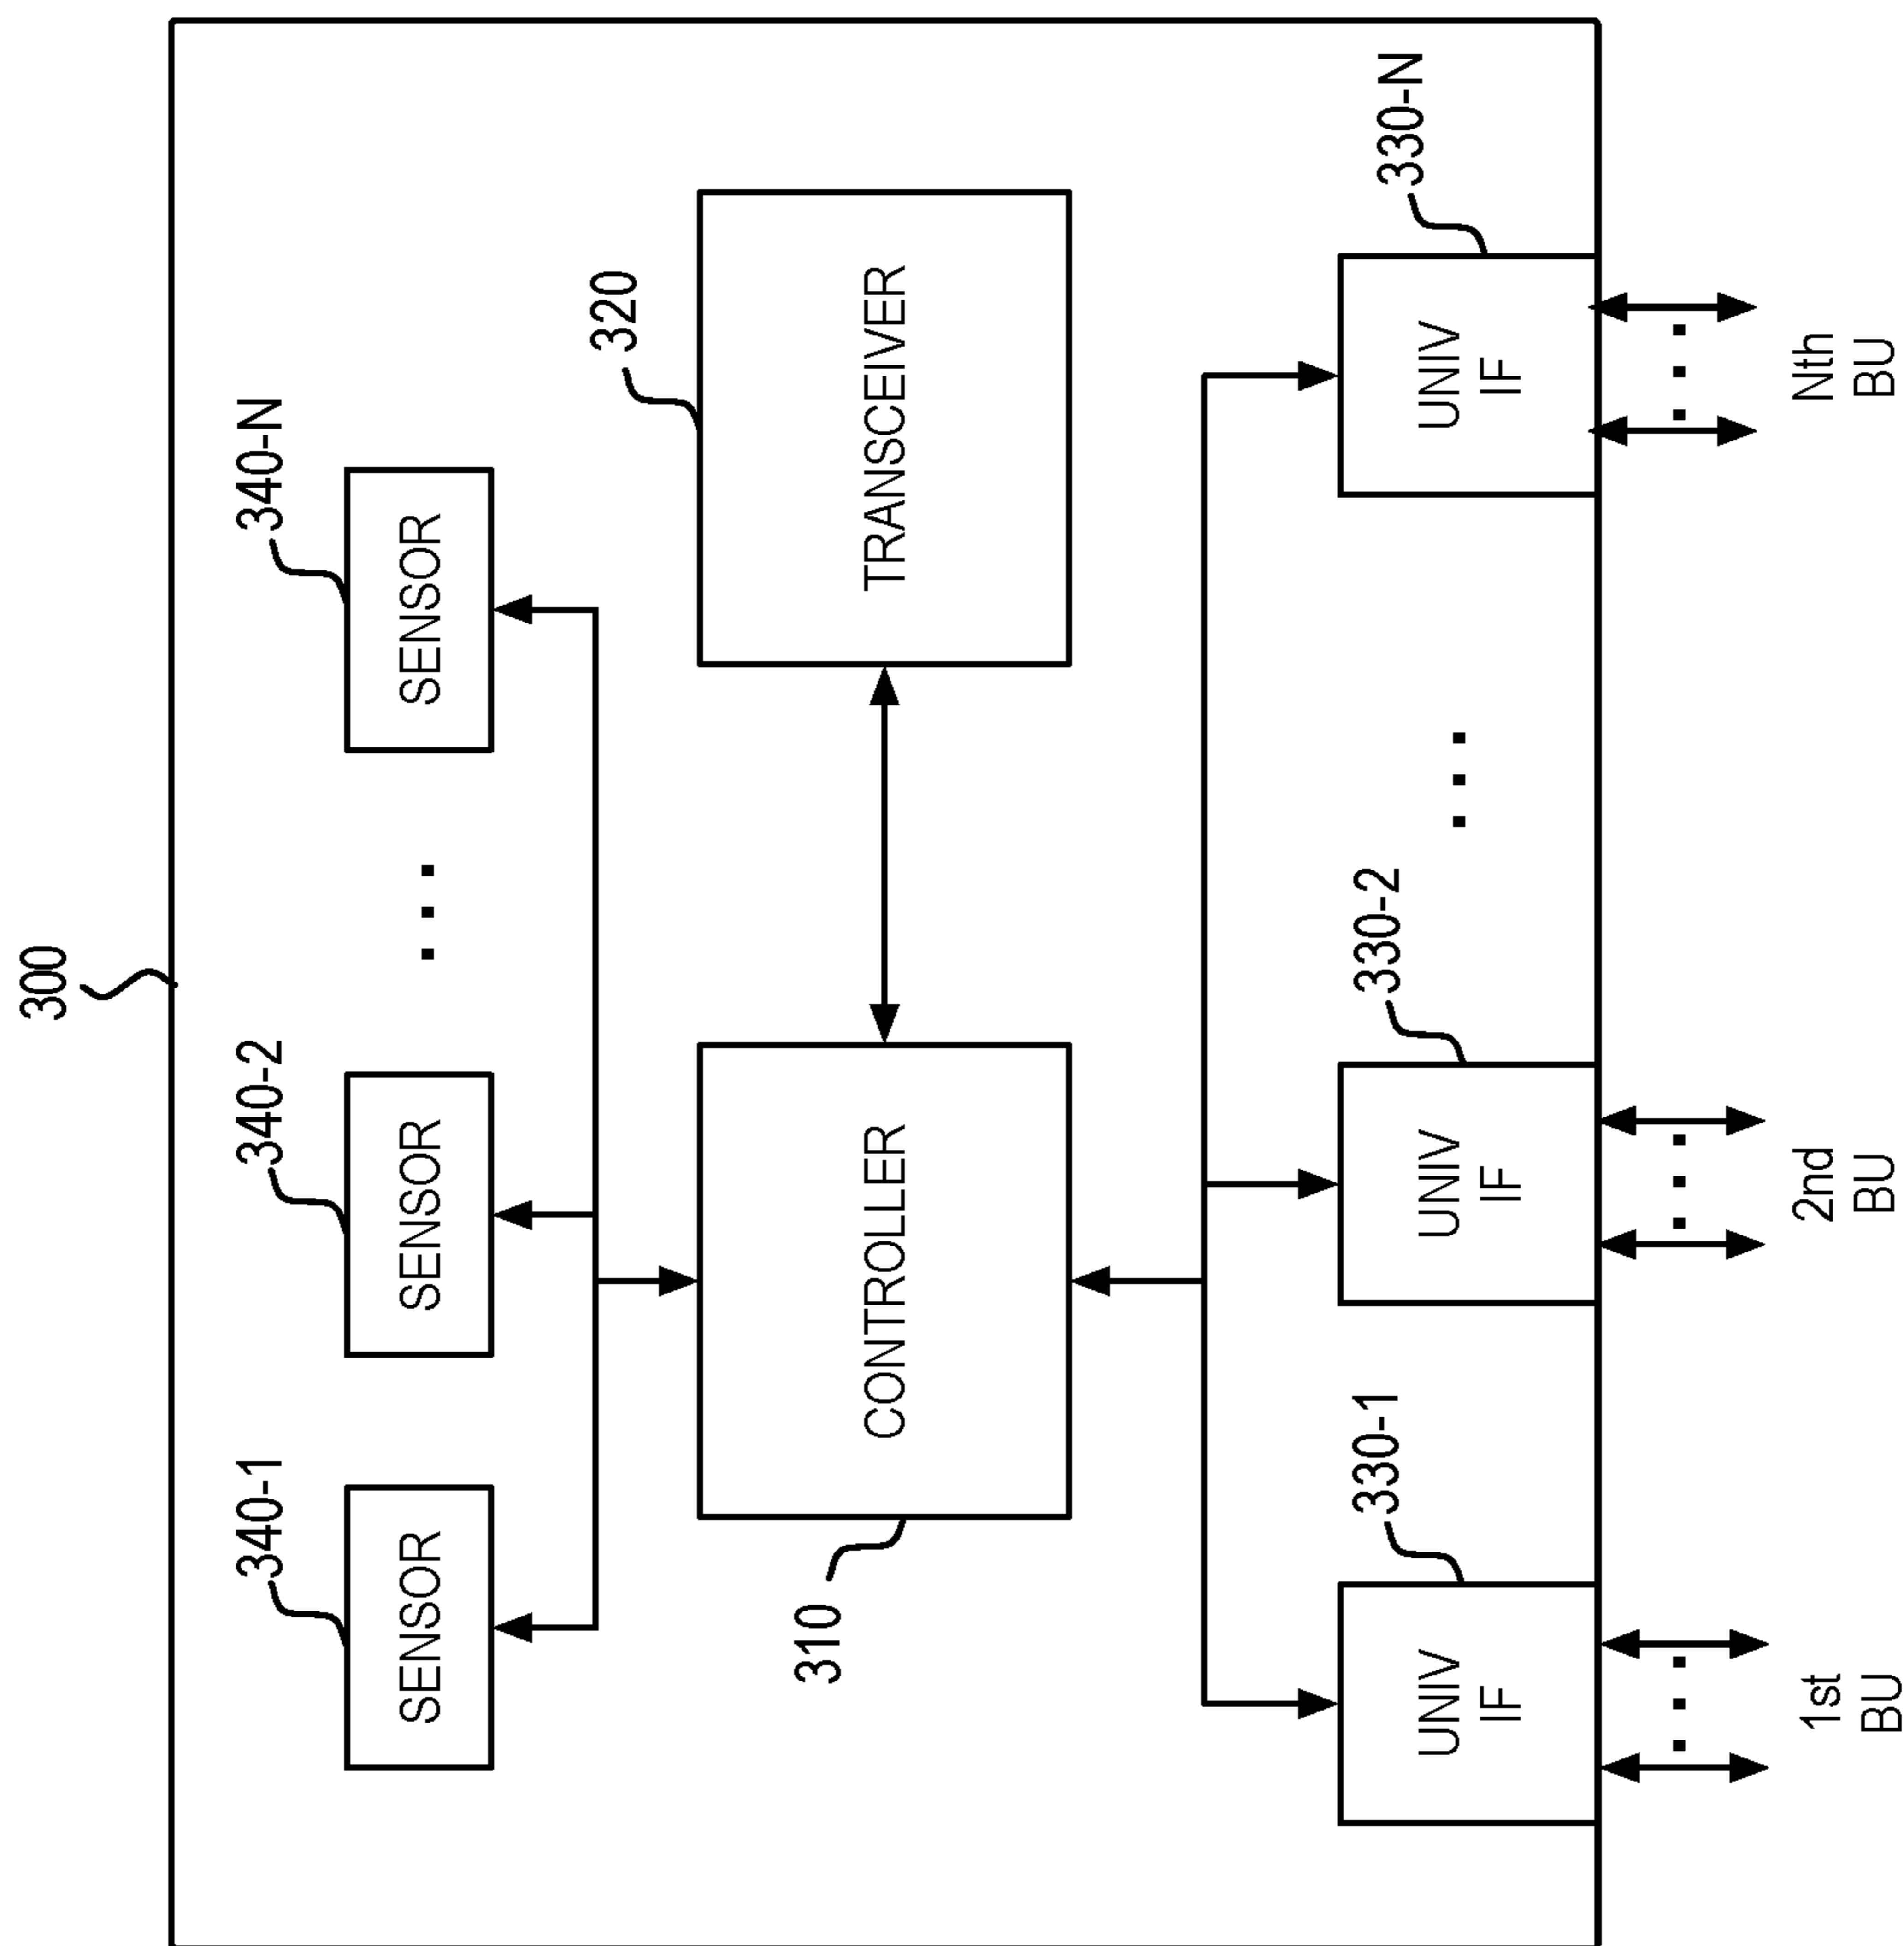 300
340-1
340-2
340-N
SENSOR
SENSOR
SENSOR
320
CONTROLLER
TRANSCEIVER
310
330-1
330-2
330-N
UNIV
IF
UNIV
IF
UNIV
IF
1st
BU
2nd
BU
Nth
BU